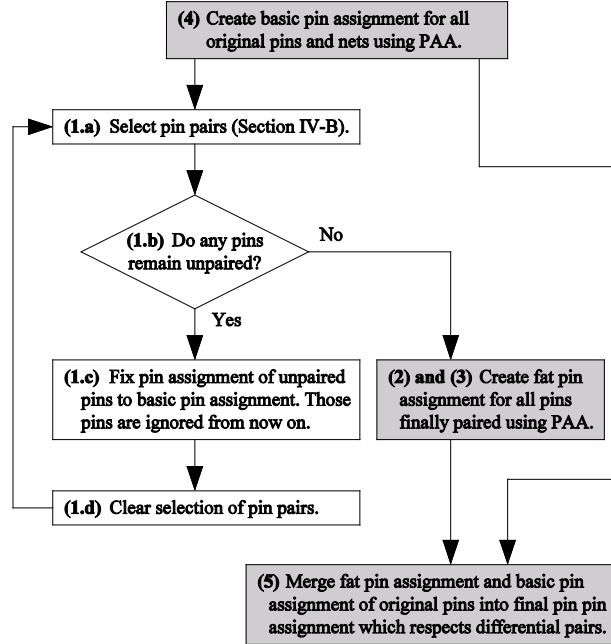 (4) Create basic pin assignment for all
original pins and nets using PAA.
(1.a) Select pin pairs (Section IV-B).
(1.b) Do any pins
remain unpaired?
No
Yes
(1.c) Fix pin assignment of unpaired
pins to basic pin assignment. Those
pins are ignored from now on.
(2) and (3) Create fat pin
assignment for all pins
finally paired using PAA.
(1.d) Clear selection of pin pairs.
(5) Merge fat pin assignment and basic pin
assignment of original pins into final pin pin
assignment which respects differential pairs.